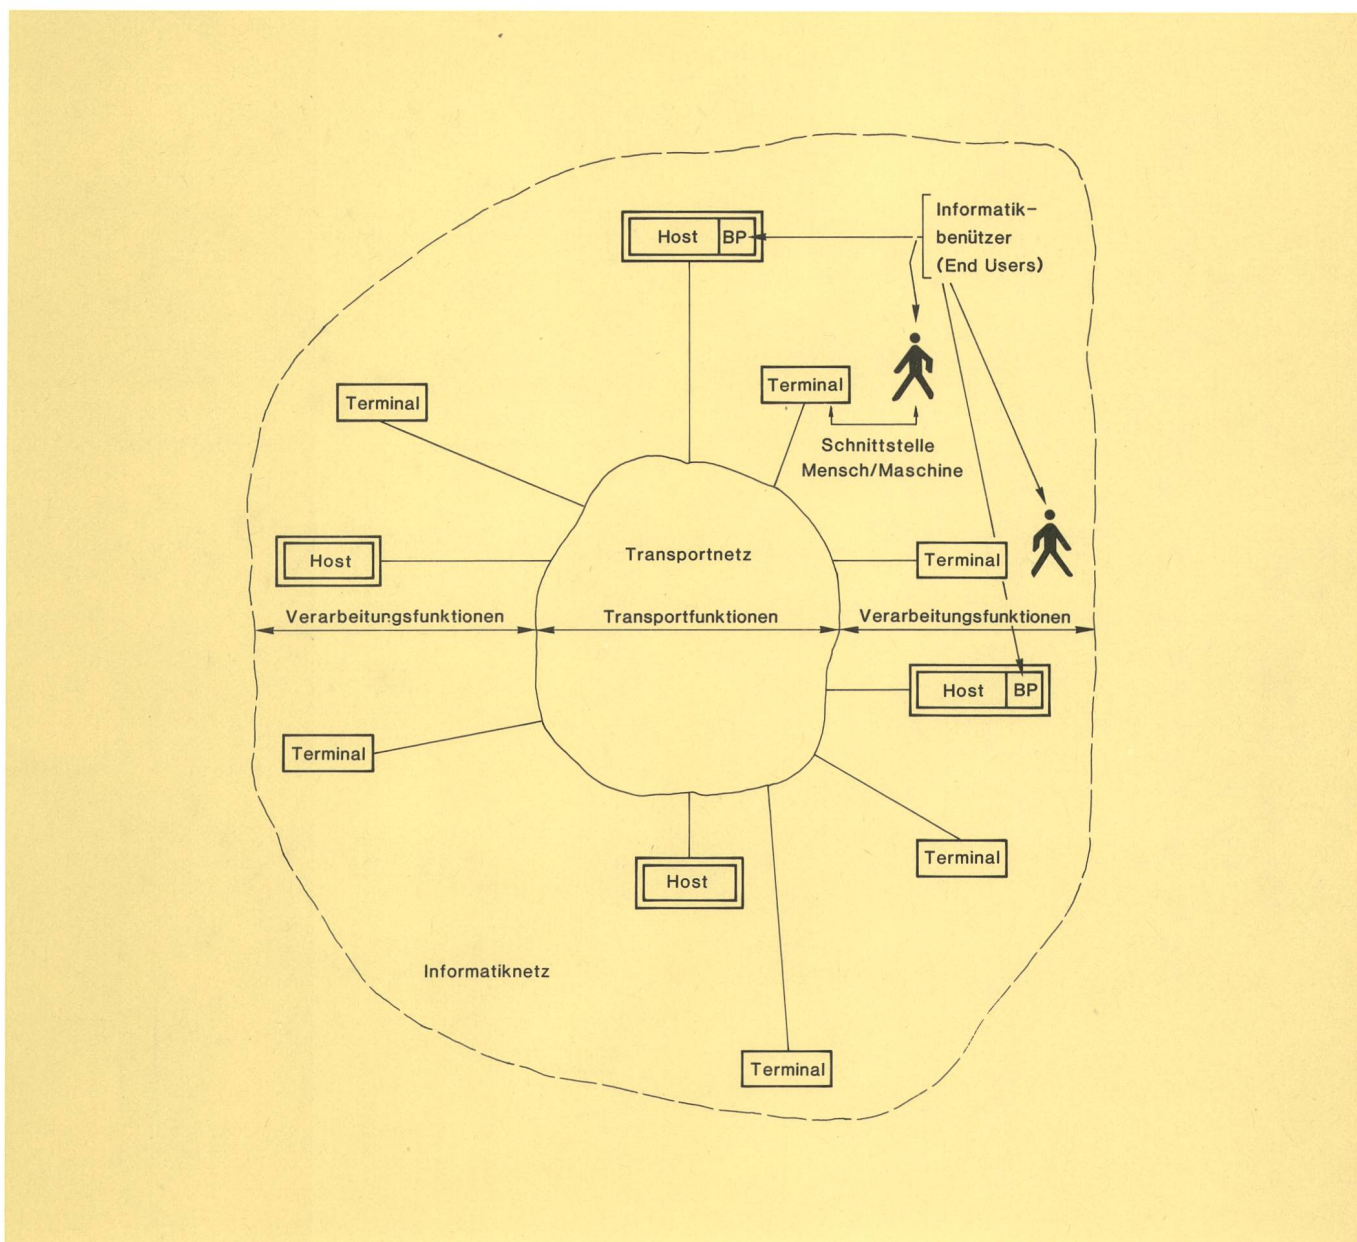 Informatik-
benützer
(End Users)
Host BP
Terminal
Terminal
Schnittstelle
Mensch/Maschine
Host
Transportnetz
Terminal
Verarbeitungsfunktionen
Transportfunktionen
Verarbeitungsfunktionen
Host BP
Terminal
Terminal
Host
Informatiknetz
Terminal